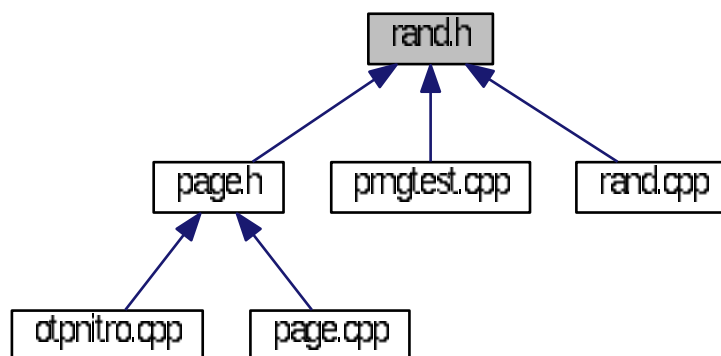 rand.h
page.h
prngtest.cpp
rand.cpp
otpnitro.cpp
page.cpp